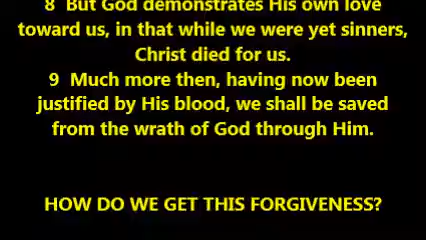 8 But God demonstrates His own love
toward us, in that while we were yet sinners,
Christ died for us.
9 Much more then, having now been
justified by His blood, we shall be saved
from the wrath of God through Him.
HOW DO WE GET THIS FORGIVENESS?